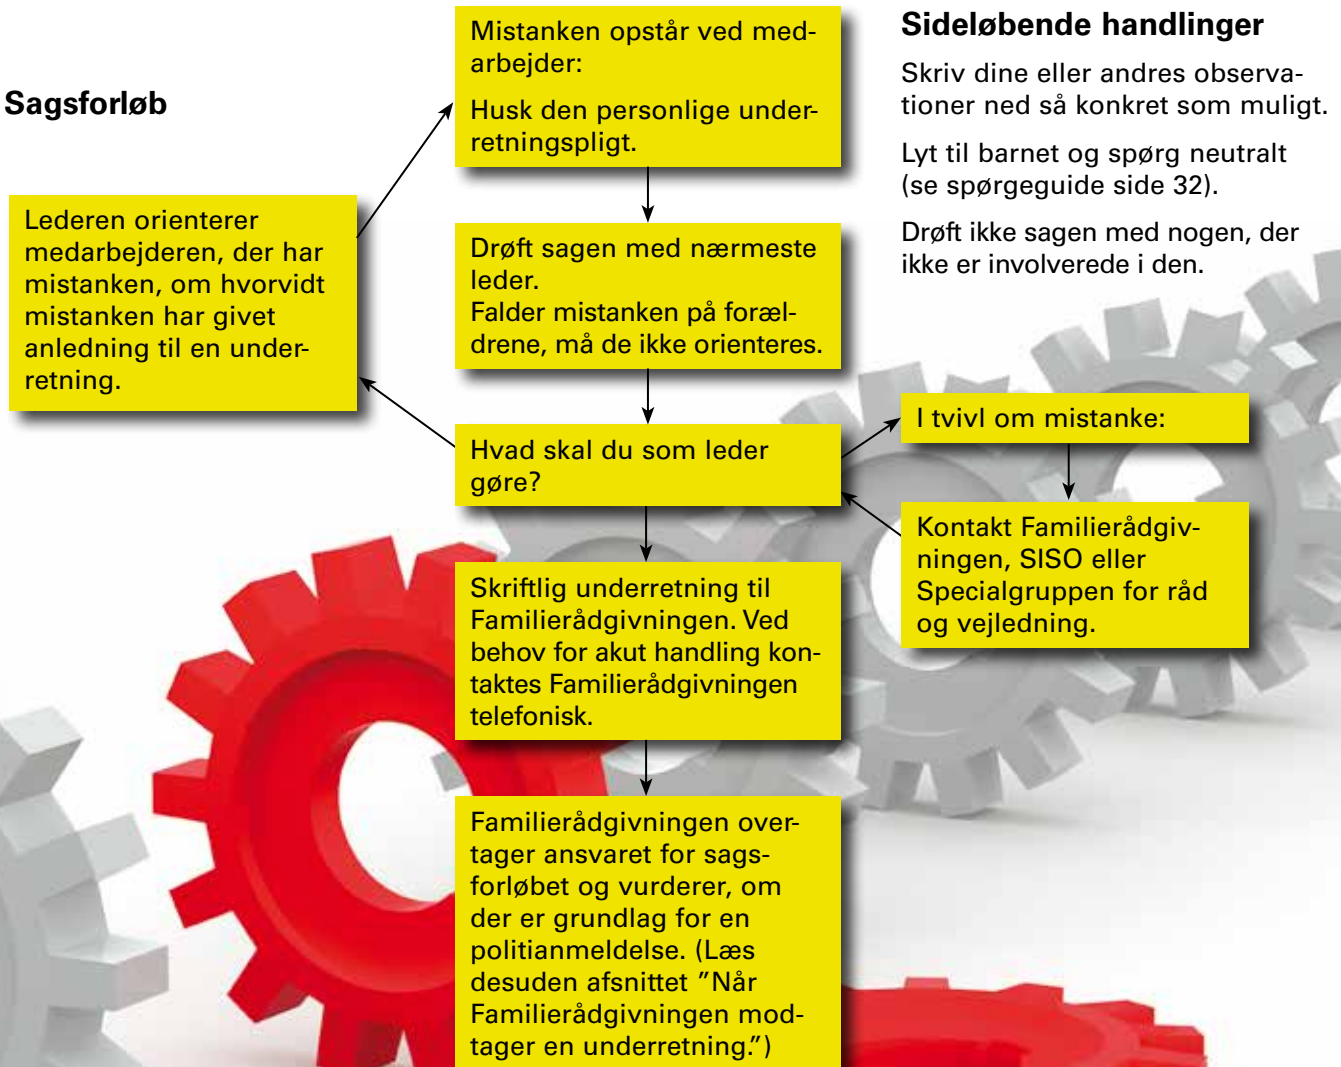 Sagsforløb
Mistanken opstår ved med-
arbejder:
Husk den personlige under-
retningspligt.
Drøft sagen med nærmeste
leder.
Falder mistanken på foræl-
drene, må de ikke orienteres.
Hvad skal du som leder
gøre?
Lederen orienterer
medarbejderen, der har
mistanken, om hvorvidt
mistanken har givet
anledning til en under-
retning.
I tvivl om mistanke:
Kontakt Familierådgiv-
ningen, SISO eller
Specialgruppen for råd
og vejledning.
Skriftlig underretning til
Familierådgivningen. Ved
behov for akut handling kon-
taktes Familierådgivningen
telefonisk.
Familierådgivningen over-
tager ansvaret for sags-
forløbet og vurderer, om
der er grundlag for en
politianmeldelse. (Læs
desuden afsnittet ”Når
Familierådgivningen mod-
tager en underretning.”)
Sideløbende handlinger
Skriv dine eller andres observa-
tioner ned så konkret som muligt.
Lyt til barnet og spørg neutralt
(se spørgeguide side 32).
Drøft ikke sagen med nogen, der
ikke er involverede i den.